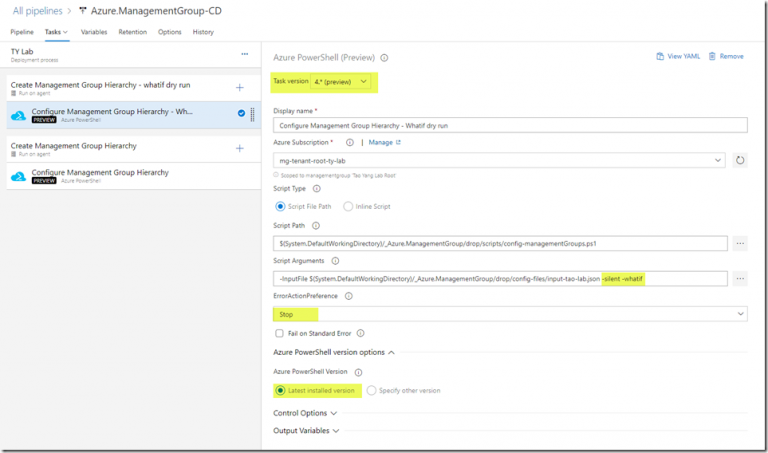 All pipelines > Azure.ManagementGroup-CD
Pipeline Tasks Variables Retention Options History
TY Lab
Deployment process
Create Management Group Hierarchy - whatif dry run
Run on agent
Configure Management Group Hierarchy - Wh...
PREVIEW Azure PowerShell
Create Management Group Hierarchy
Run on agent
Configure Management Group Hierarchy
PREVIEW Azure PowerShell
Azure PowerShell (Preview)
View YAML Remove
Task version 4.* (preview)
Display name *
Configure Management Group Hierarchy - Whatif dry run
Azure Subscription * | Manage
mg-tenant-root-ty-lab
Scoped to managementgroup 'Tao Yang Lab Root'
Script Type
Script File Path Inline Script
Script Path
$(System.DefaultWorkingDirectory)/_Azure.ManagementGroup/drop/scripts/config-managementGroups.ps1
Script Arguments
-InputFile $(System.DefaultWorkingDirectory)/_Azure.ManagementGroup/drop/config-files/input-tao-lab.json -silent -whatif
ErrorActionPreference
Stop
Fail on Standard Error
Azure PowerShell version options
Azure PowerShell Version
Latest installed version Specify other version
Control Options
Output Variables